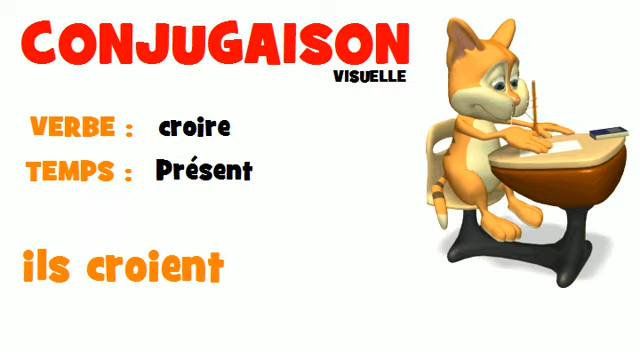 CONJUGAISON
VISUELLE
VERBE : croire
TEMPS : Présent
ils croient